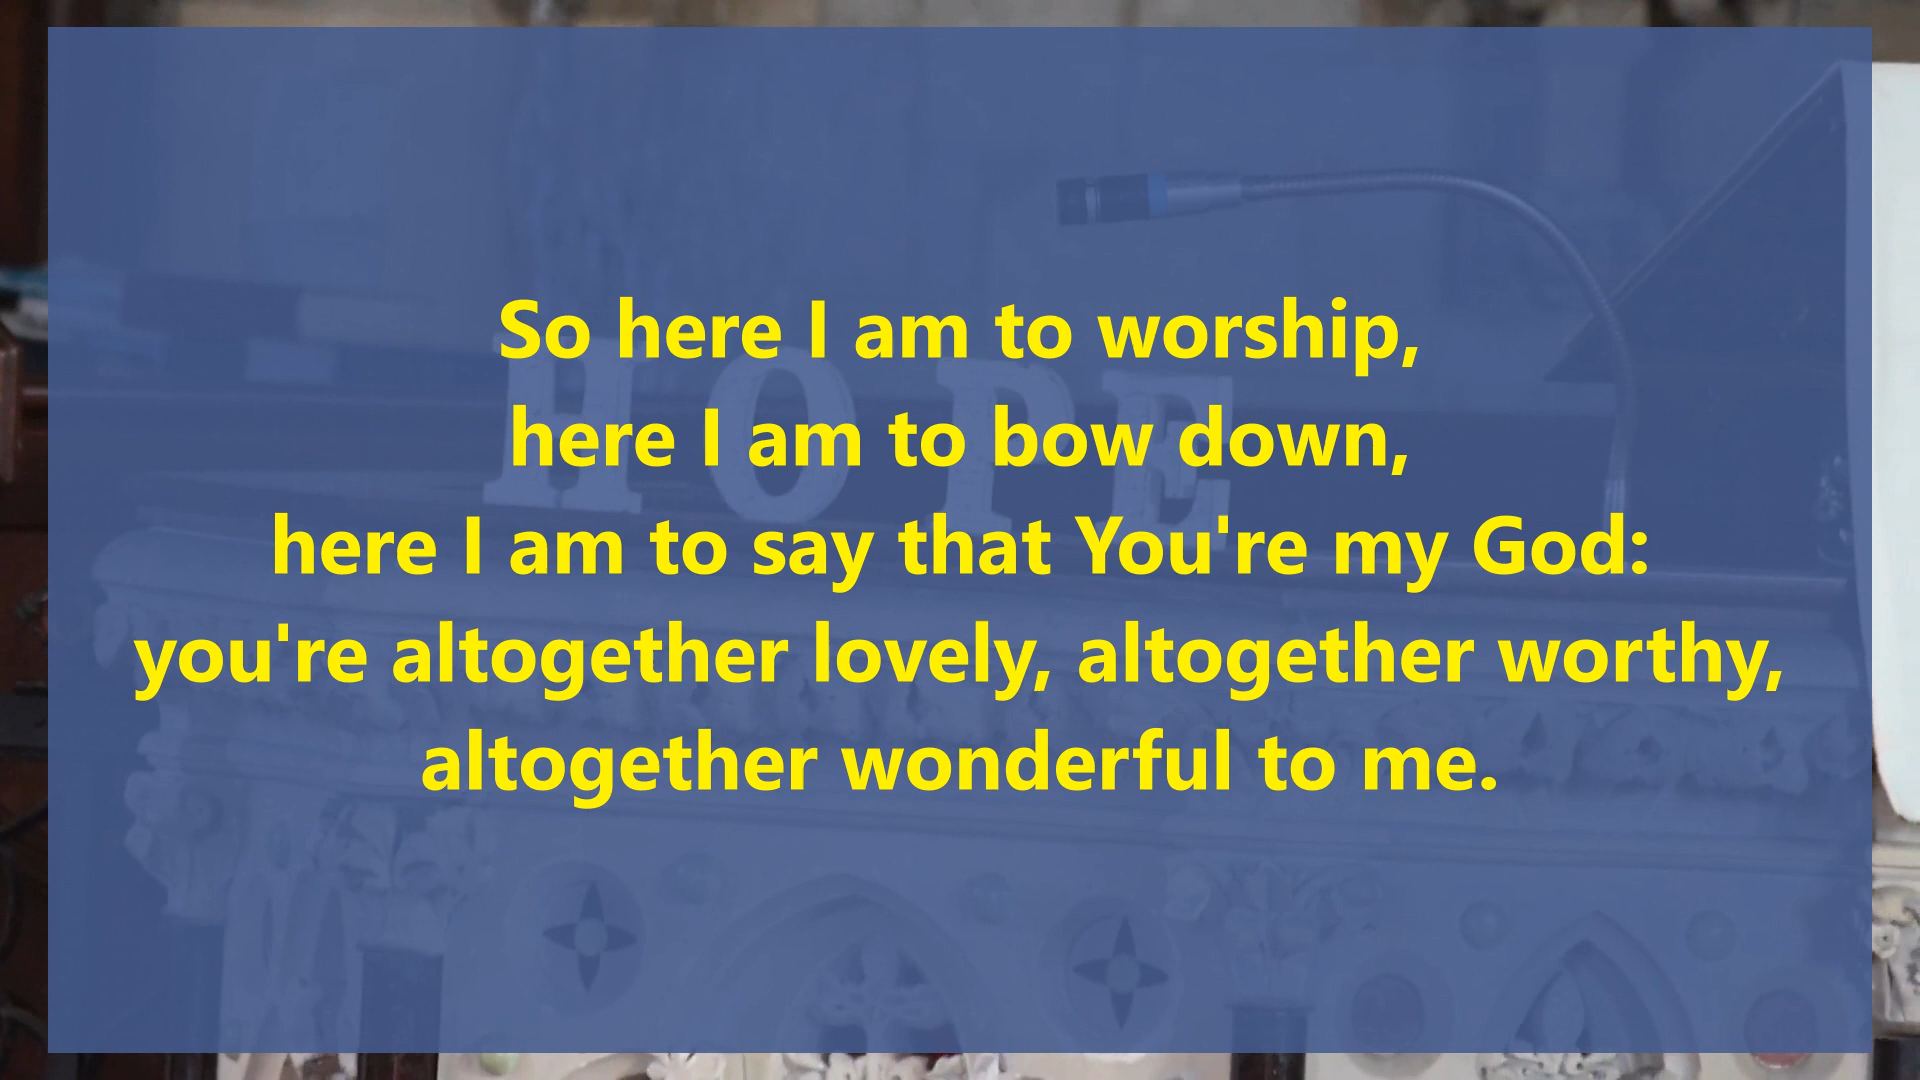 So here I am to worship,
here I am to bow down,
here I am to say that You're my God:
you're altogether lovely, altogether worthy,
altogether wonderful to me.
HOPE